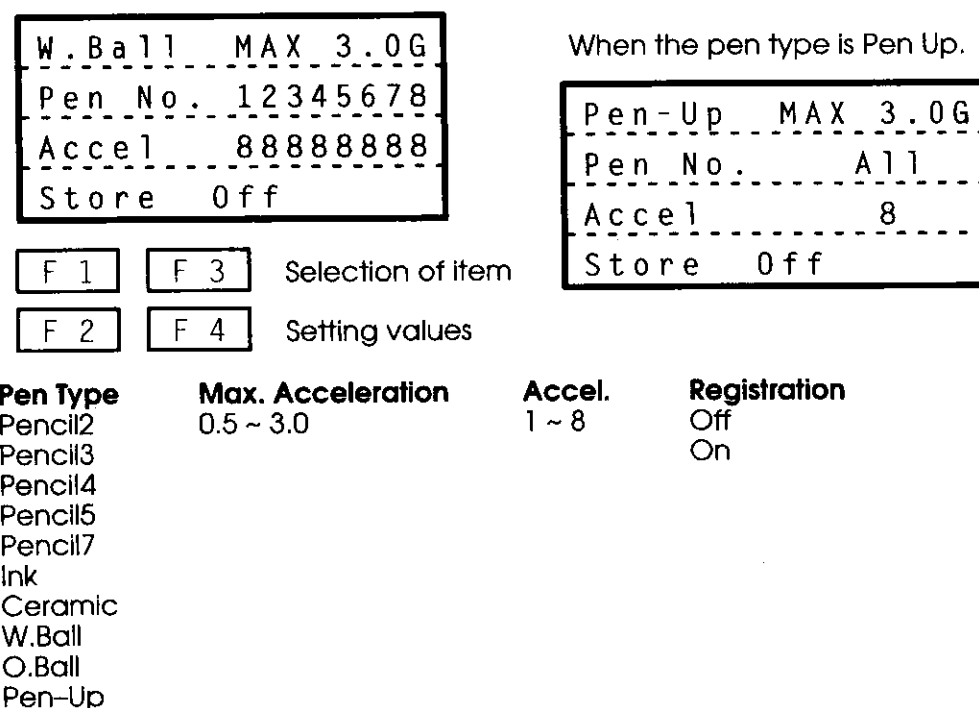 W.Ball MAX 3.0G
Pen No. 12345678
Accel 88888888
Store Off
When the pen type is Pen Up.
Pen-Up MAX 3.0G
Pen No. All
Accel 8
Store Off
F 1 F 3 Selection of item
F 2 F 4 Setting values
Pen Type Max. Acceleration Accel. Registration
Pencil2 0.5 ~ 3.0 1 ~ 8 Off
Pencil3 On
Pencil4
Pencil5
Pencil7
Ink
Ceramic
W.Ball
O.Ball
Pen–Up